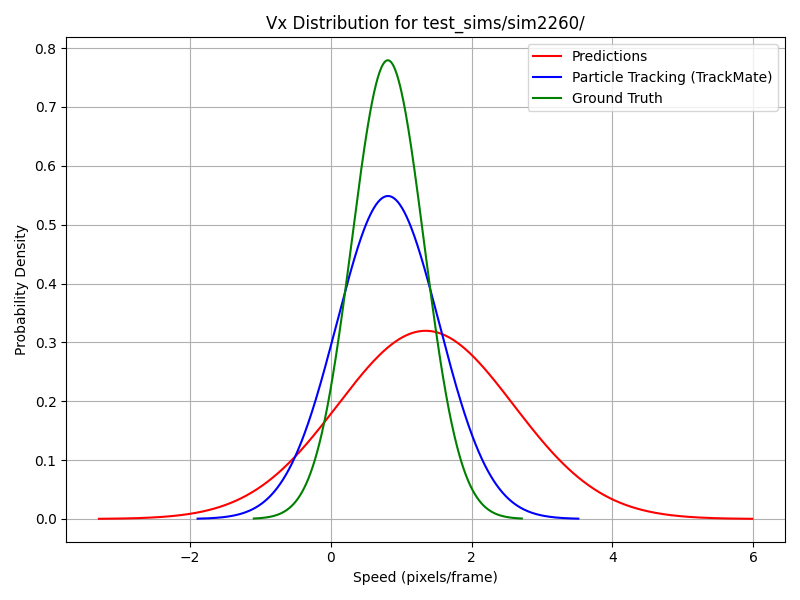 Vx Distribution for test_sims/sim2260/
Predictions
Particle Tracking (TrackMate)
Ground Truth
Probability Density
0.8
0.7
0.6
0.5
0.4
0.3
0.2
0.1
0.0
−2
0
2
4
6
Speed (pixels/frame)